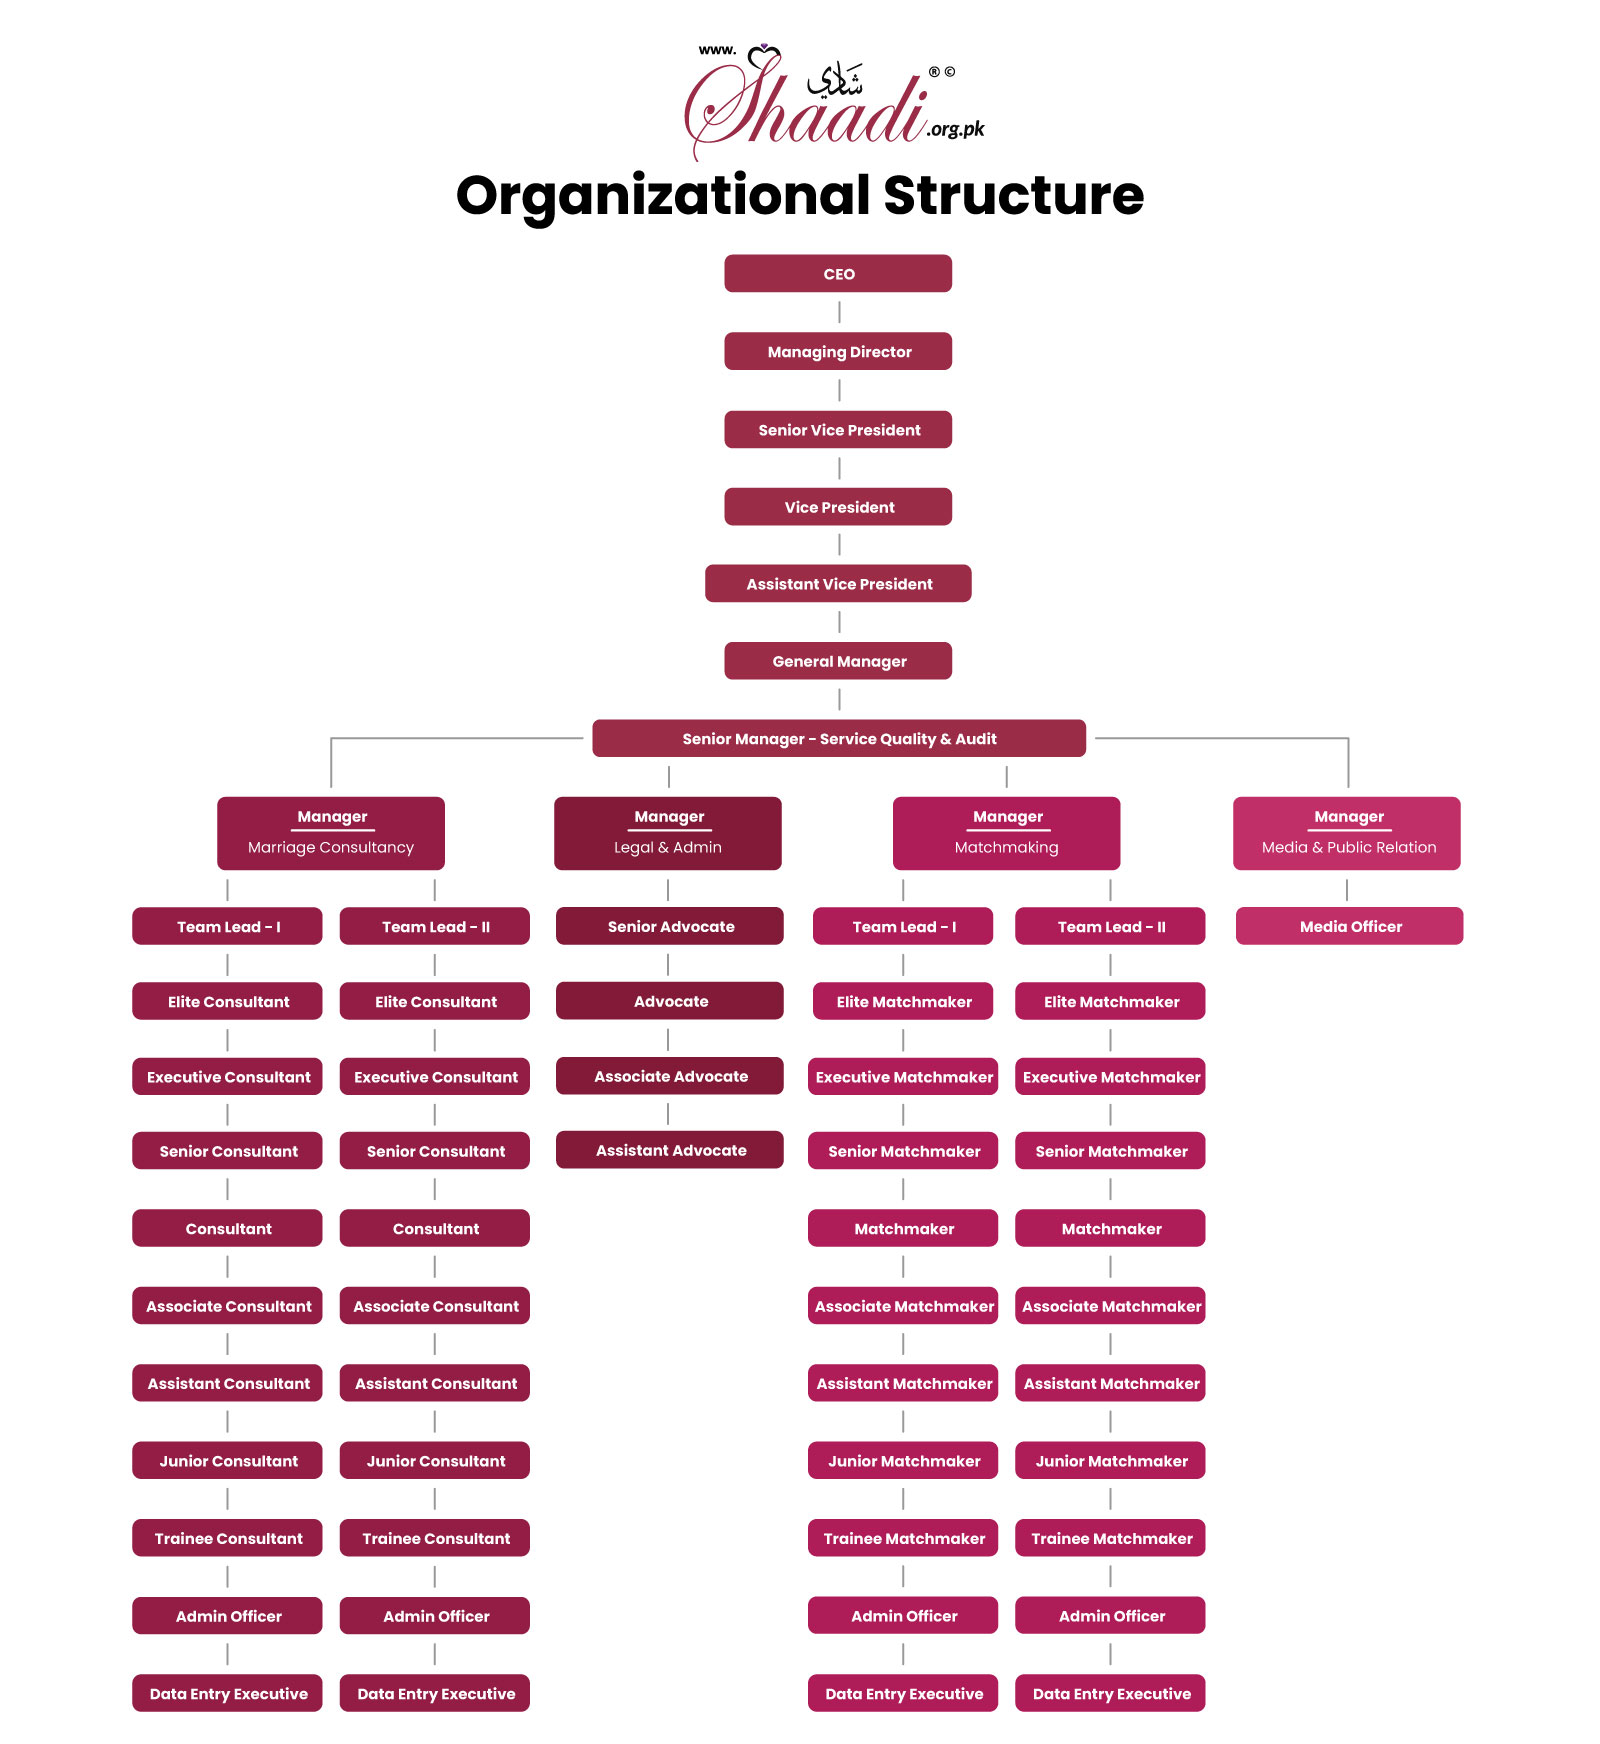 www.
شادي
Shaadi.org.pk ® ©
Organizational Structure
CEO
Managing Director
Senior Vice President
Vice President
Assistant Vice President
General Manager
Senior Manager - Service Quality & Audit
Manager
Marriage Consultancy
Manager
Legal & Admin
Manager
Matchmaking
Manager
Media & Public Relation
Team Lead - I
Elite Consultant
Executive Consultant
Senior Consultant
Consultant
Associate Consultant
Assistant Consultant
Junior Consultant
Trainee Consultant
Admin Officer
Data Entry Executive
Team Lead - II
Elite Consultant
Executive Consultant
Senior Consultant
Consultant
Associate Consultant
Assistant Consultant
Junior Consultant
Trainee Consultant
Admin Officer
Data Entry Executive
Senior Advocate
Advocate
Associate Advocate
Assistant Advocate
Team Lead - I
Elite Matchmaker
Executive Matchmaker
Senior Matchmaker
Matchmaker
Associate Matchmaker
Assistant Matchmaker
Junior Matchmaker
Trainee Matchmaker
Admin Officer
Data Entry Executive
Team Lead - II
Elite Matchmaker
Executive Matchmaker
Senior Matchmaker
Matchmaker
Associate Matchmaker
Assistant Matchmaker
Junior Matchmaker
Trainee Matchmaker
Admin Officer
Data Entry Executive
Media Officer